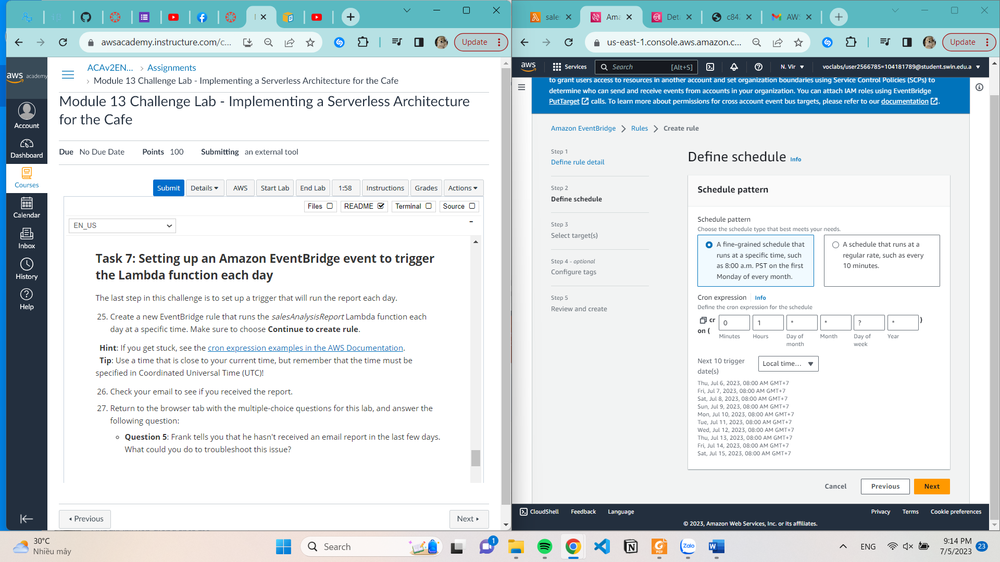 Update
awsacademy.instructure.com/c...
aws academy
Account
Dashboard
Courses
Calendar
Inbox
History
Help
ACAv2EN... > Assignments
> Module 13 Challenge Lab - Implementing a Serverless Architecture for the Cafe
Module 13 Challenge Lab - Implementing a Serverless Architecture
for the Cafe
Due No Due Date Points 100 Submitting an external tool
Submit Details AWS Start Lab End Lab 1:58 Instructions Grades Actions
Files README Terminal Source
EN_US
Task 7: Setting up an Amazon EventBridge event to trigger
the Lambda function each day
The last step in this challenge is to set up a trigger that will run the report each day.
25. Create a new EventBridge rule that runs the salesAnalysisReport Lambda function each
day at a specific time. Make sure to choose Continue to create rule.
Hint: If you get stuck, see the cron expression examples in the AWS Documentation.
Tip: Use a time that is close to your current time, but remember that the time must be
specified in Coordinated Universal Time (UTC)!
26. Check your email to see if you received the report.
27. Return to the browser tab with the multiple-choice questions for this lab, and answer the
following question:
Question 5: Frank tells you that he hasn't received an email report in the last few days.
What could you do to troubleshoot this issue?
Previous Next
sale Ama Det c84 AWS
us-east-1.console.aws.amazon.c... Update
aws Services Search [Alt+S] N. Vir voclabs/user2566785=104181789@student.swin.edu.a
to grant users access to resources in another account and set organization boundaries using Service Control Policies (SCPs) to
determine who can send and receive events from accounts in your organization. You can attach IAM roles using EventBridge
PutTarget calls. To learn more about permissions for cross account event bus targets, please refer to our documentation.
Amazon EventBridge > Rules > Create rule
Step 1
Define rule detail
Step 2
Define schedule
Step 3
Select target(s)
Step 4 - optional
Configure tags
Step 5
Review and create
Define schedule Info
Schedule pattern
Schedule pattern
Choose the schedule type that best meets your needs.
A fine-grained schedule that
runs at a specific time, such
as 8:00 a.m. PST on the first
Monday of every month.
A schedule that runs at a
regular rate, such as every
10 minutes.
Cron expression Info
Define the cron expression for the schedule
cr
on ( 0 1 * * ? * )
Minutes Hours Day of month Month Day of week Year
Next 10 trigger
date(s) Local time...
Thu, Jul 6, 2023, 08:00 AM GMT+7
Fri, Jul 7, 2023, 08:00 AM GMT+7
Sat, Jul 8, 2023, 08:00 AM GMT+7
Sun, Jul 9, 2023, 08:00 AM GMT+7
Mon, Jul 10, 2023, 08:00 AM GMT+7
Tue, Jul 11, 2023, 08:00 AM GMT+7
Wed, Jul 12, 2023, 08:00 AM GMT+7
Thu, Jul 13, 2023, 08:00 AM GMT+7
Fri, Jul 14, 2023, 08:00 AM GMT+7
Sat, Jul 15, 2023, 08:00 AM GMT+7
Cancel Previous Next
CloudShell Feedback Language Privacy Terms Cookie preferences
© 2023, Amazon Web Services, Inc. or its affiliates.
30°C
Nhiều mây
Search
1
Zalo
ENG
9:14 PM
7/5/2023
23